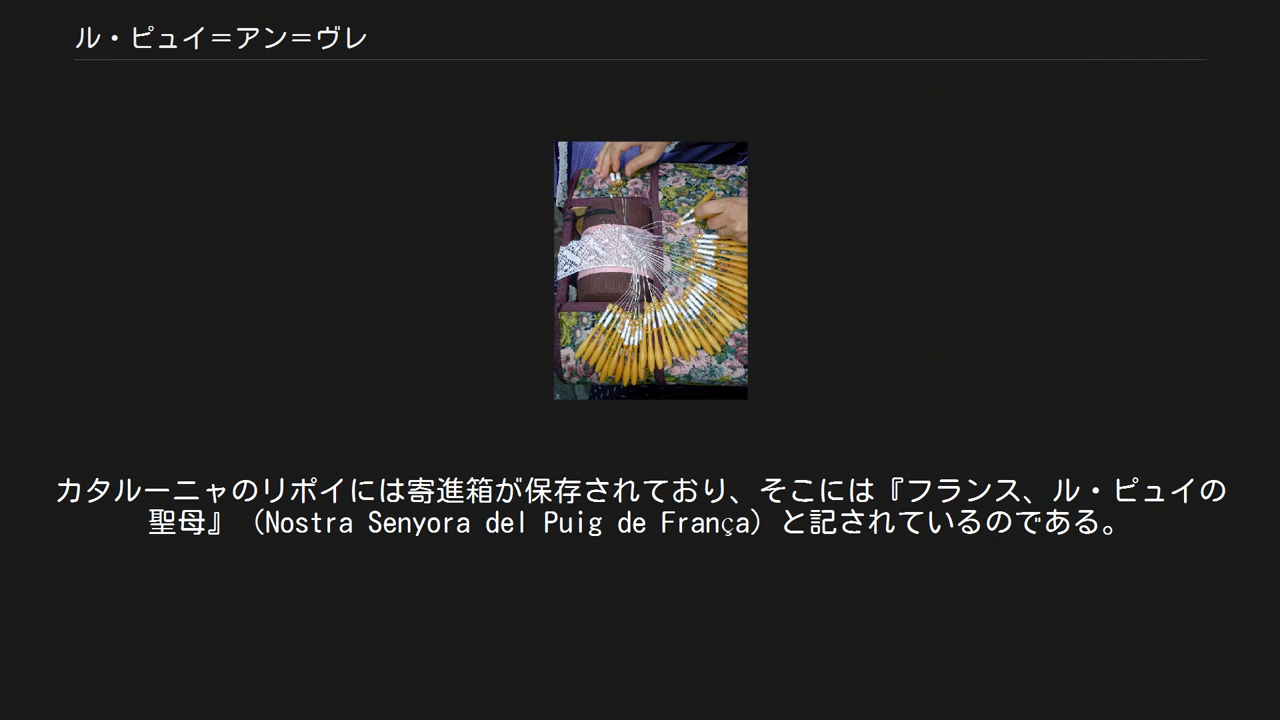 ル・ピュイ＝アン＝ヴレ
カタルーニャのリポイには寄進箱が保存されており、そこには『フランス、ル・ピュイの
聖母』（Nostra Senyora del Puig de França）と記されているのである。